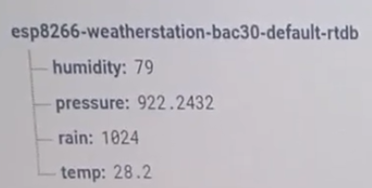 esp8266-weatherstation-bac30-default-rtdb
humidity: 79
pressure: 922.2432
rain: 1024
temp: 28.2